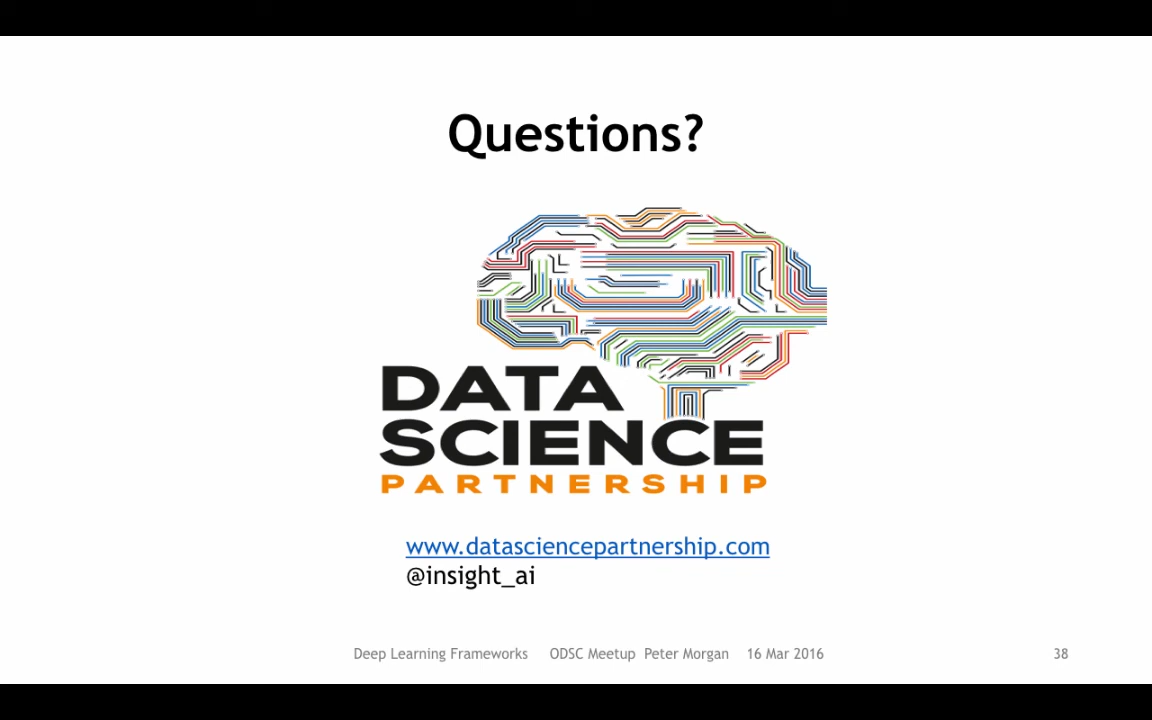 Questions?
DATA
SCIENCE
PARTNERSHIP
www.datasciencepartnership.com
@insight_ai
Deep Learning Frameworks ODSC Meetup Peter Morgan 16 Mar 2016 38